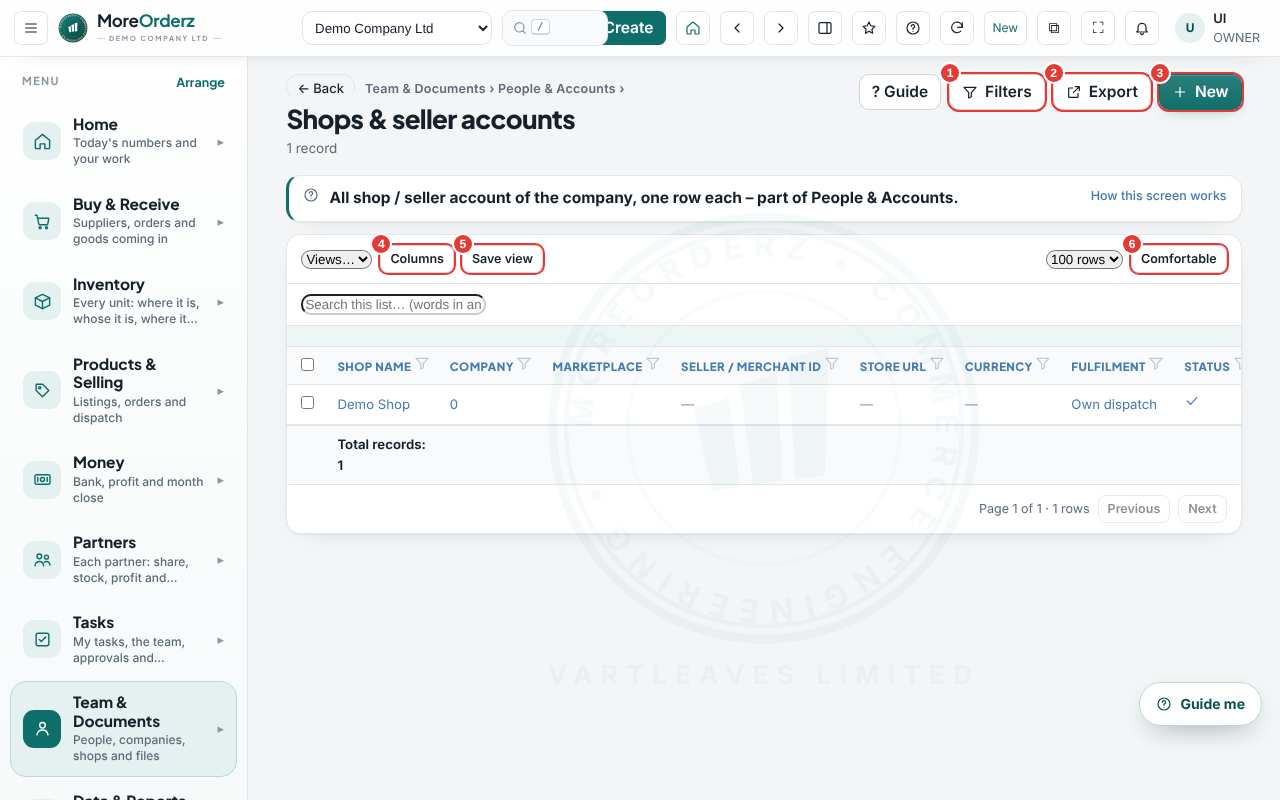 MoreOrderz
— DEMO COMPANY LTD —
Demo Company Ltd
/
Create
New
U
UI
OWNER
MENU
Arrange
Home
Today's numbers and
your work
Buy & Receive
Suppliers, orders and
goods coming in
Inventory
Every unit: where it is,
whose it is, where it...
Products &
Selling
Listings, orders and
dispatch
Money
Bank, profit and month
close
Partners
Each partner: share,
stock, profit and...
Tasks
My tasks, the team,
approvals and...
Team &
Documents
People, companies,
shops and files
Data & Reports
← Back
Team & Documents › People & Accounts ›
Shops & seller accounts
1 record
? Guide
1
Filters
2
Export
3
+ New
All shop / seller account of the company, one row each – part of People & Accounts.
How this screen works
Views...
4
Columns
5
Save view
100 rows
6
Comfortable
Search this list... (words in an
SHOP NAME
COMPANY
MARKETPLACE
SELLER / MERCHANT ID
STORE URL
CURRENCY
FULFILMENT
STATUS
Demo Shop
0
—
—
—
Own dispatch
Total records:
1
Page 1 of 1 · 1 rows
Previous
Next
MOREORDERZ • COMMERCE ENGINEERING •
VARTLEAVES LIMITED
Guide me